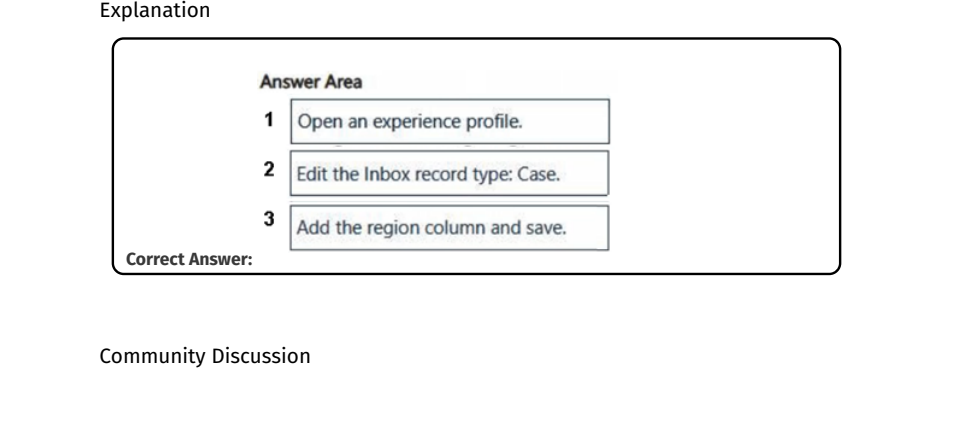 Explanation
Answer Area
1 Open an experience profile.
2 Edit the Inbox record type: Case.
3 Add the region column and save.
Correct Answer:
Community Discussion